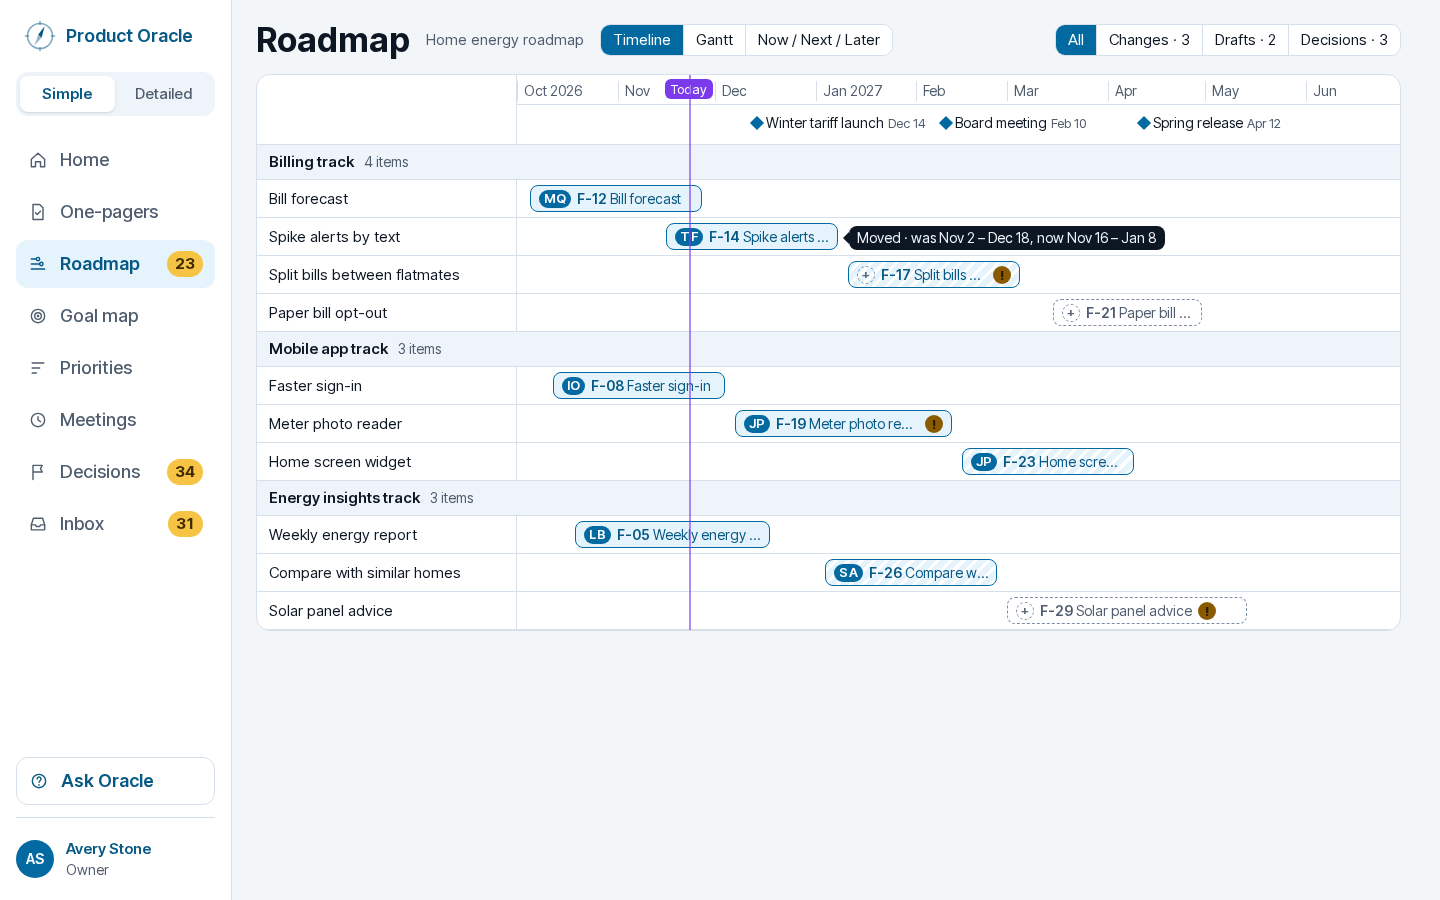 Product Oracle
Simple Detailed
Home
One-pagers
Roadmap 23
Goal map
Priorities
Meetings
Decisions 34
Inbox 31
Ask Oracle
AS Avery Stone
Owner
Roadmap Home energy roadmap Timeline Gantt Now / Next / Later All Changes · 3 Drafts · 2 Decisions · 3
Oct 2026 Nov Today Dec Jan 2027 Feb Mar Apr May Jun
Winter tariff launch Dec 14 Board meeting Feb 10 Spring release Apr 12
Billing track 4 items
Bill forecast MQ F-12 Bill forecast
Spike alerts by text TF F-14 Spike alerts ... Moved · was Nov 2 – Dec 18, now Nov 16 – Jan 8
Split bills between flatmates + F-17 Split bills ... !
Paper bill opt-out + F-21 Paper bill ...
Mobile app track 3 items
Faster sign-in IO F-08 Faster sign-in
Meter photo reader JP F-19 Meter photo re... !
Home screen widget JP F-23 Home scre...
Energy insights track 3 items
Weekly energy report LB F-05 Weekly energy ...
Compare with similar homes SA F-26 Compare w...
Solar panel advice + F-29 Solar panel advice !